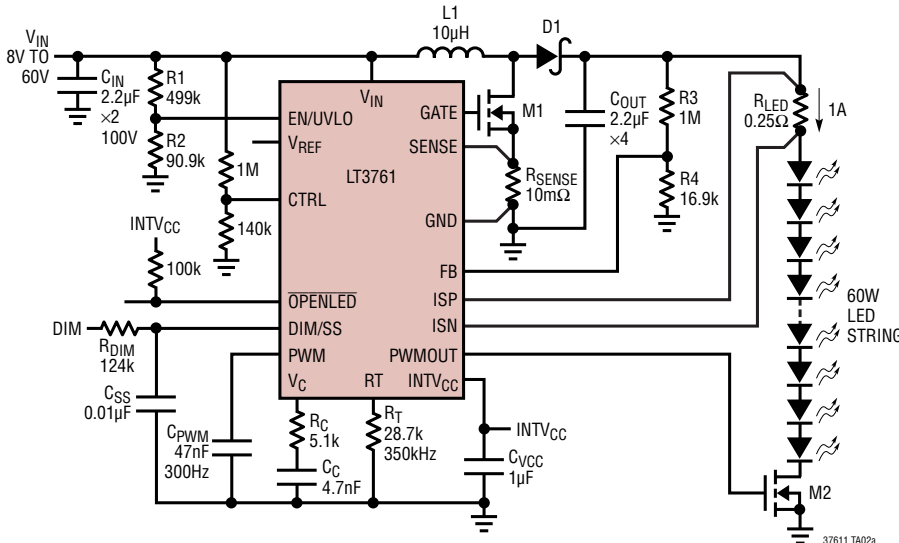 L1
10µH
D1
VIN
8V TO
60V
CIN
2.2µF
×2
100V
R1
499k
R2
90.9k
1M
140k
VIN
EN/UVLO
VREF
LT3761
CTRL
OPENLED
DIM/SS
PWM
VC
RT
GATE
SENSE
GND
FB
ISP
ISN
PWMOUT
INTVCC
M1
RSENSE
10mΩ
COUT
2.2µF
×4
R3
1M
R4
16.9k
RLED
0.25Ω
1A
60W
LED
STRING
INTVCC
100k
DIM
RDIM
124k
CSS
0.01µF
CPWM
47nF
300Hz
RC
5.1k
CC
4.7nF
RT
28.7k
350kHz
INTVCC
CVCC
1µF
M2
37611 TA02a